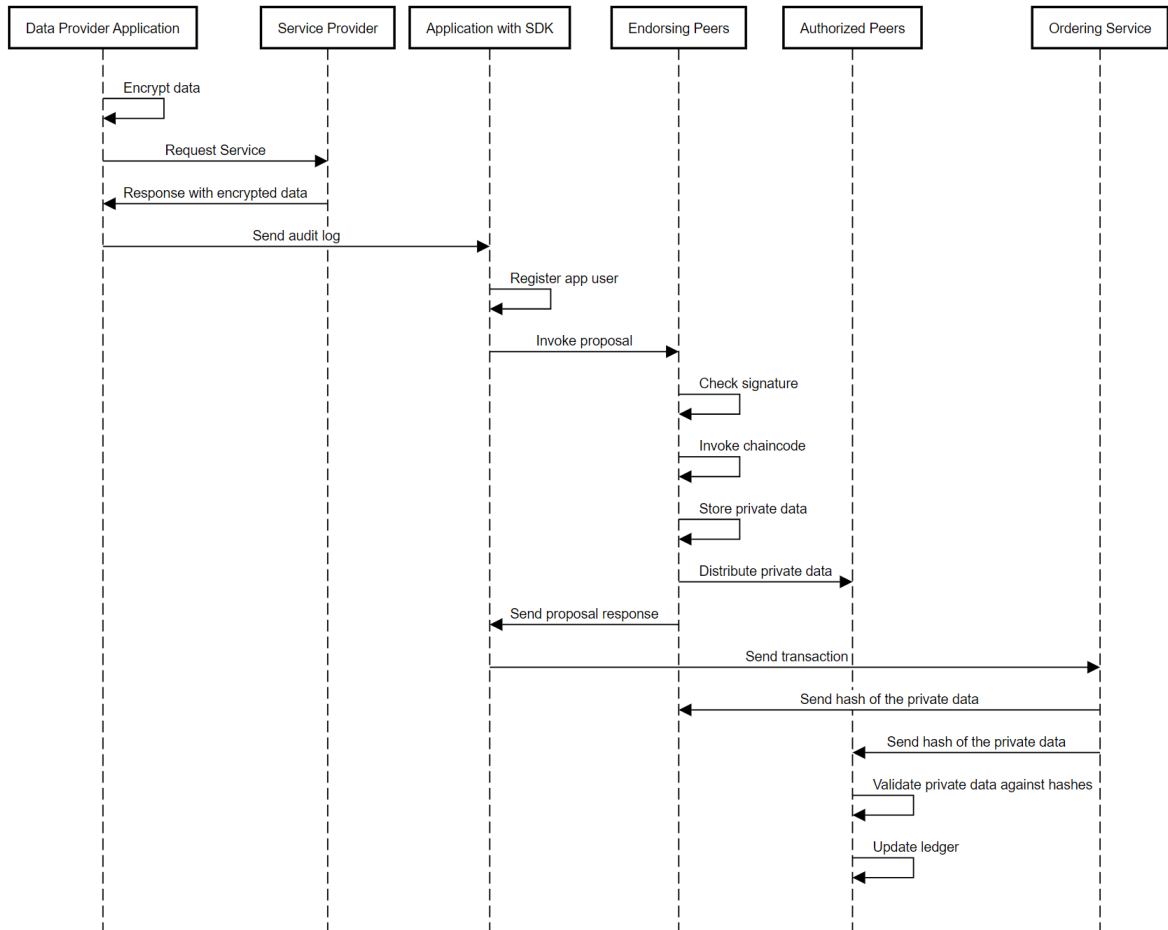 Data Provider Application
Service Provider
Application with SDK
Endorsing Peers
Authorized Peers
Ordering Service
Encrypt data
Request Service
Response with encrypted data
Send audit log
Register app user
Invoke proposal
Check signature
Invoke chaincode
Store private data
Distribute private data
Send proposal response
Send transaction
Send hash of the private data
Send hash of the private data
Validate private data against hashes
Update ledger